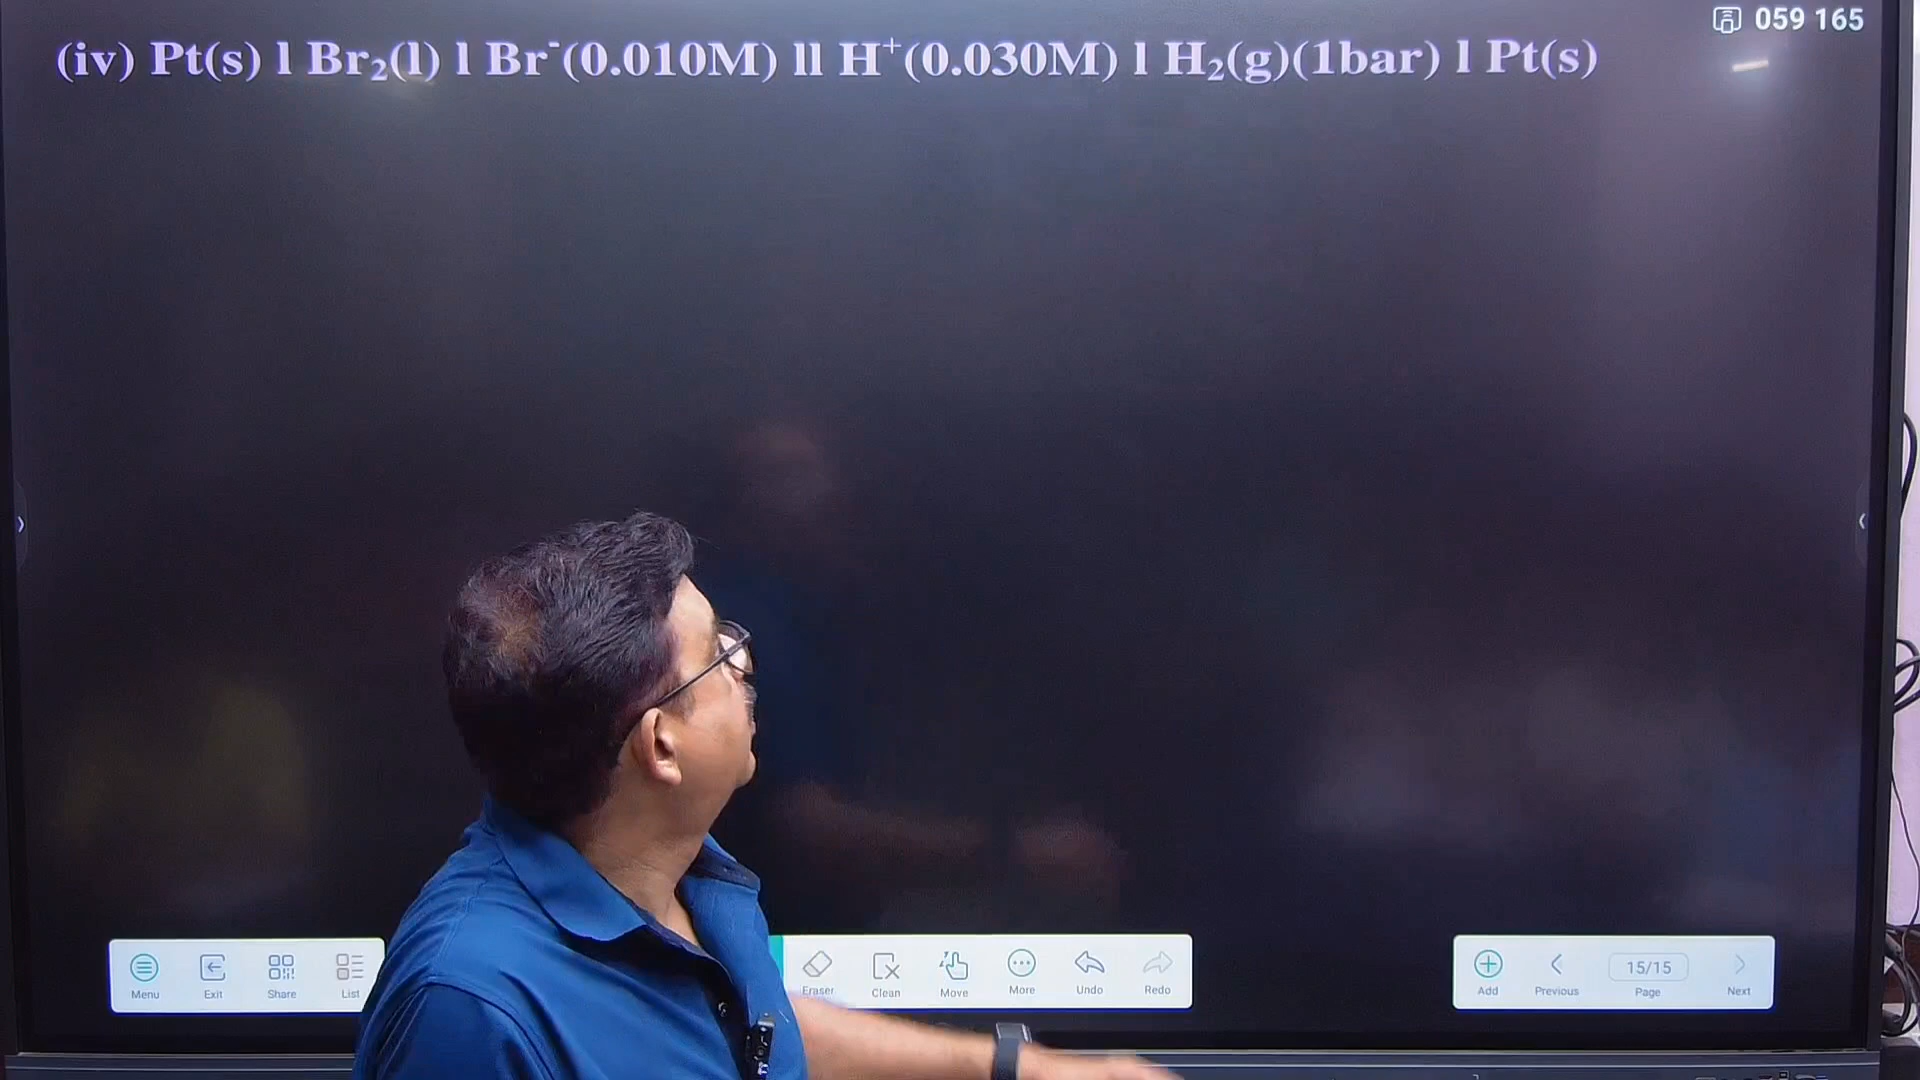 059 165
(iv) Pt(s) l Br₂(l) l Br⁻(0.010M) ll H⁺(0.030M) l H₂(g)(1bar) l Pt(s)
Menu Exit Share List Eraser Clean Move More Undo Redo Add Previous 15/15 Page Next